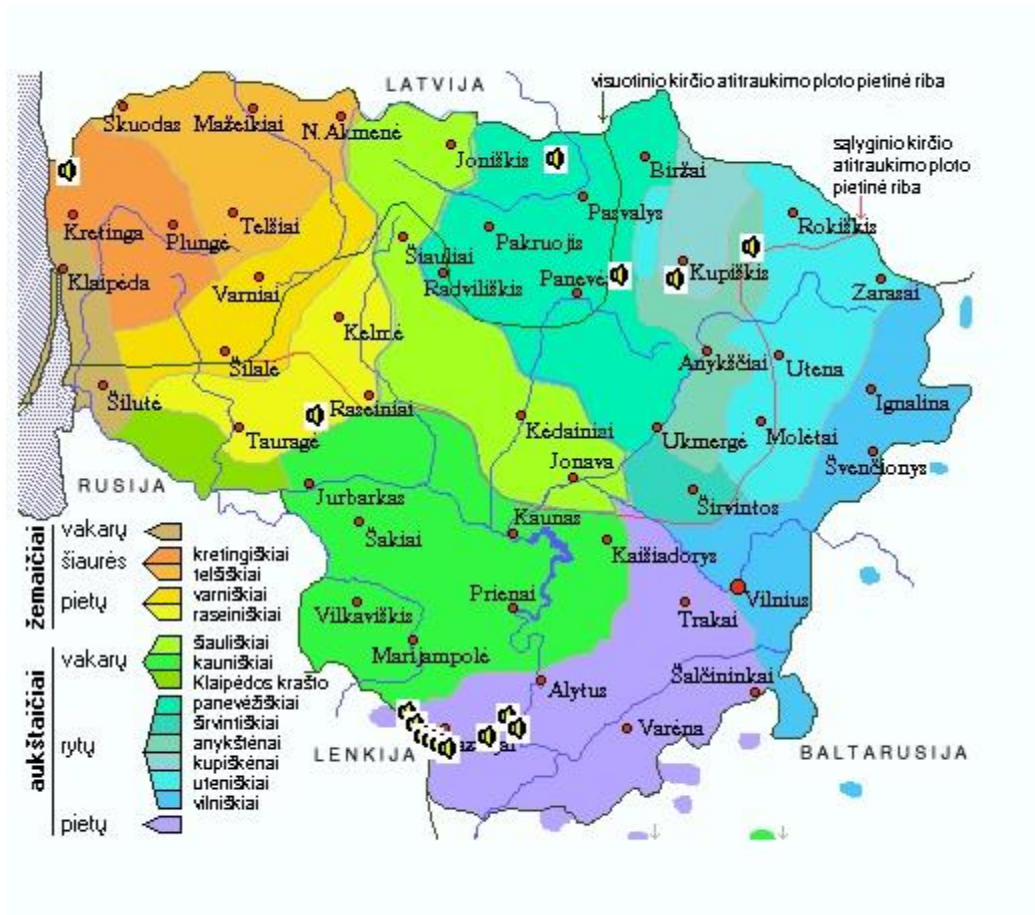 LATVIJA
visuotinio kirčio atitraukimo ploto pietinė riba
sąlyginio kirčio
atitraukimo ploto
pietinė riba
Skuodas
Mažeikiai
N. Akmenė
Joniškis
Biržai
Pasvalys
Rokiškis
Kretinga
Plungė
Telšiai
Šiauliai
Pakruojis
Kupiškis
Klaipėda
Varniai
Radviliškis
Panevė
Zarasai
Kelmė
Šilalė
Anykščiai
Utena
Šilutė
Raseiniai
Ignalina
Tauragė
Kėdainiai
Ukmergė
Molėtai
Jonava
Švenčionys
RUSIJA
Jurbarkas
Širvintos
Šakiai
Kaunas
Kaišiadorys
Vilkaviškis
Prienai
Trakai
Vilnius
Marijampolė
Alytus
Šalčininkai
Varėna
LENKIJA
BALTARUSIJA
žemaičiai
vakarų
šiaurės
kretingiškiai
telšiškiai
pietų
varniškiai
raseiniškiai
aukštaičiai
vakarų
šiauliškiai
kauniškiai
Klaipėdos krašto
rytų
panevėžiškiai
širvintiškiai
anykštėnai
kupiškėnai
uteniškiai
vilniškiai
pietų